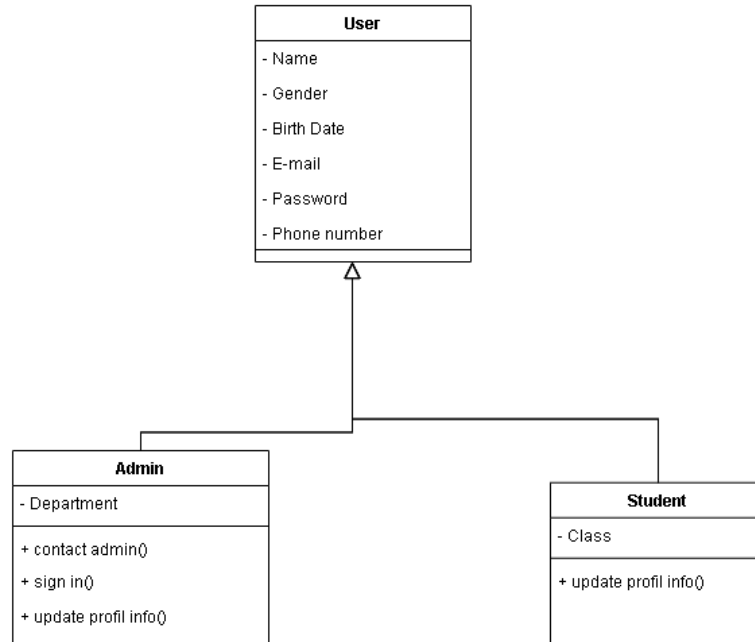 User
- Name
- Gender
- Birth Date
- E-mail
- Password
- Phone number
Admin
- Department
+ contact admin()
+ sign in()
+ update profil info()
Student
- Class
+ update profil info()